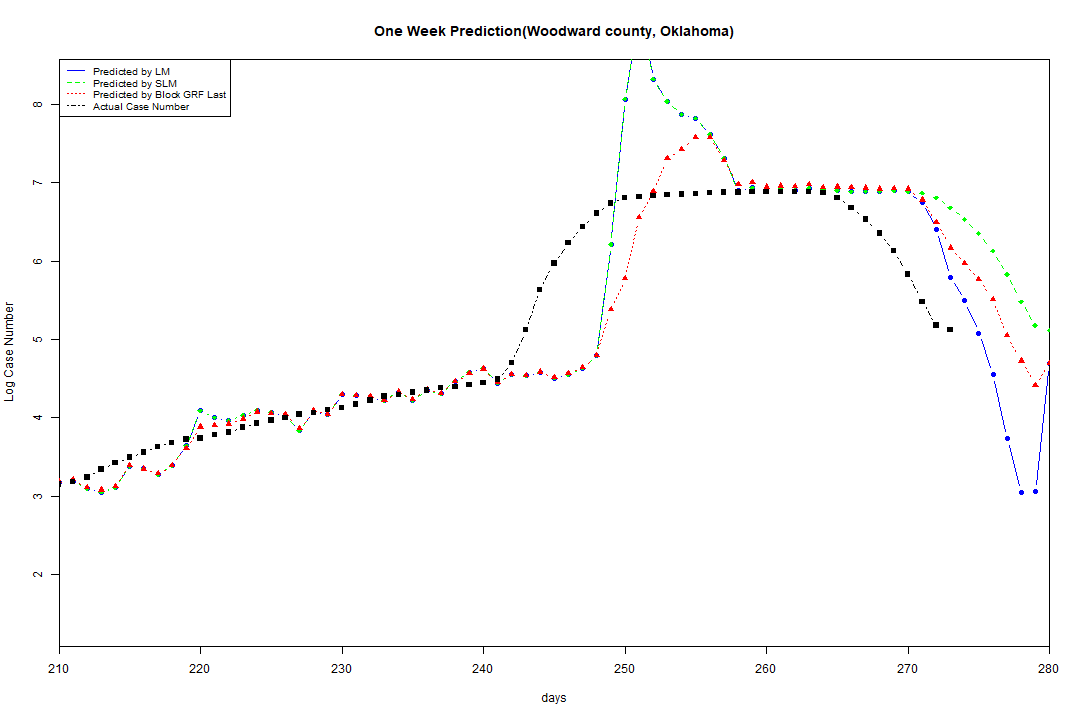 One Week Prediction(Woodward county, Oklahoma)
Predicted by LM
Predicted by SLM
Predicted by Block GRF Last
Actual Case Number
8
7
6
5
4
3
2
Log Case Number
210 220 230 240 250 260 270 280
days